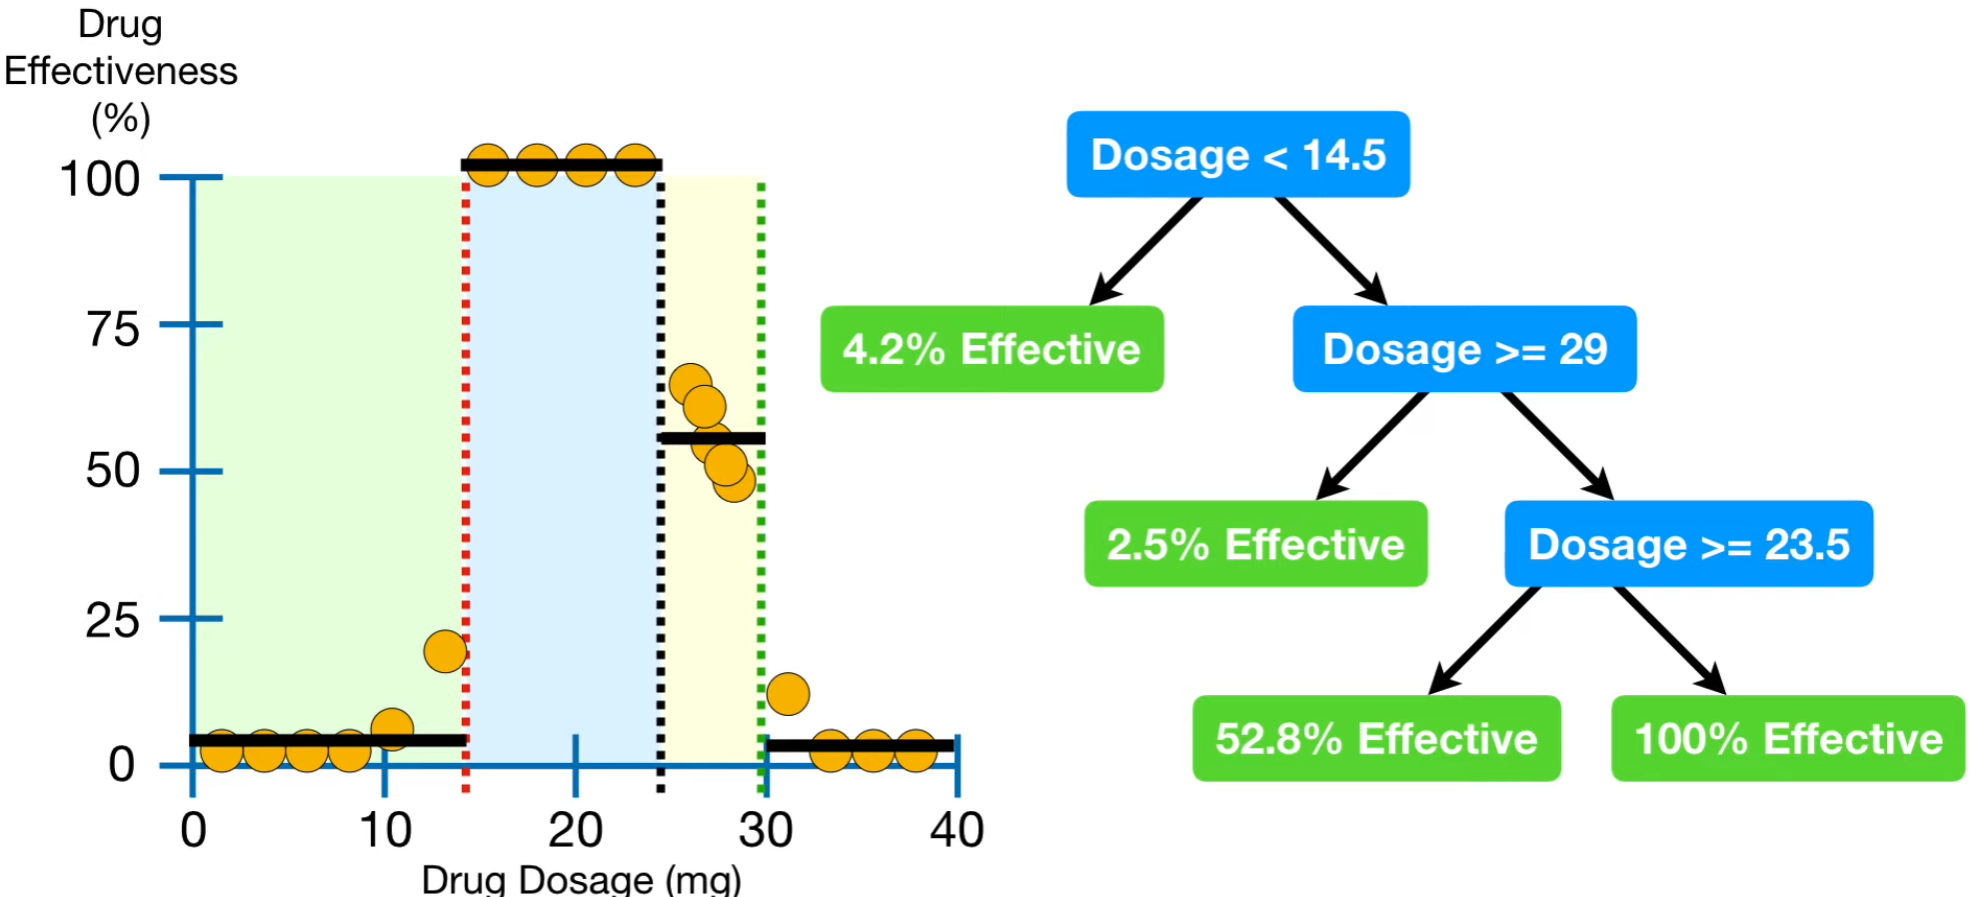 Drug
Effectiveness
(%)
100
75
50
25
0
0 10 20 30 40
Drug Dosage (mg)
Dosage < 14.5
4.2% Effective
Dosage >= 29
2.5% Effective
Dosage >= 23.5
52.8% Effective
100% Effective